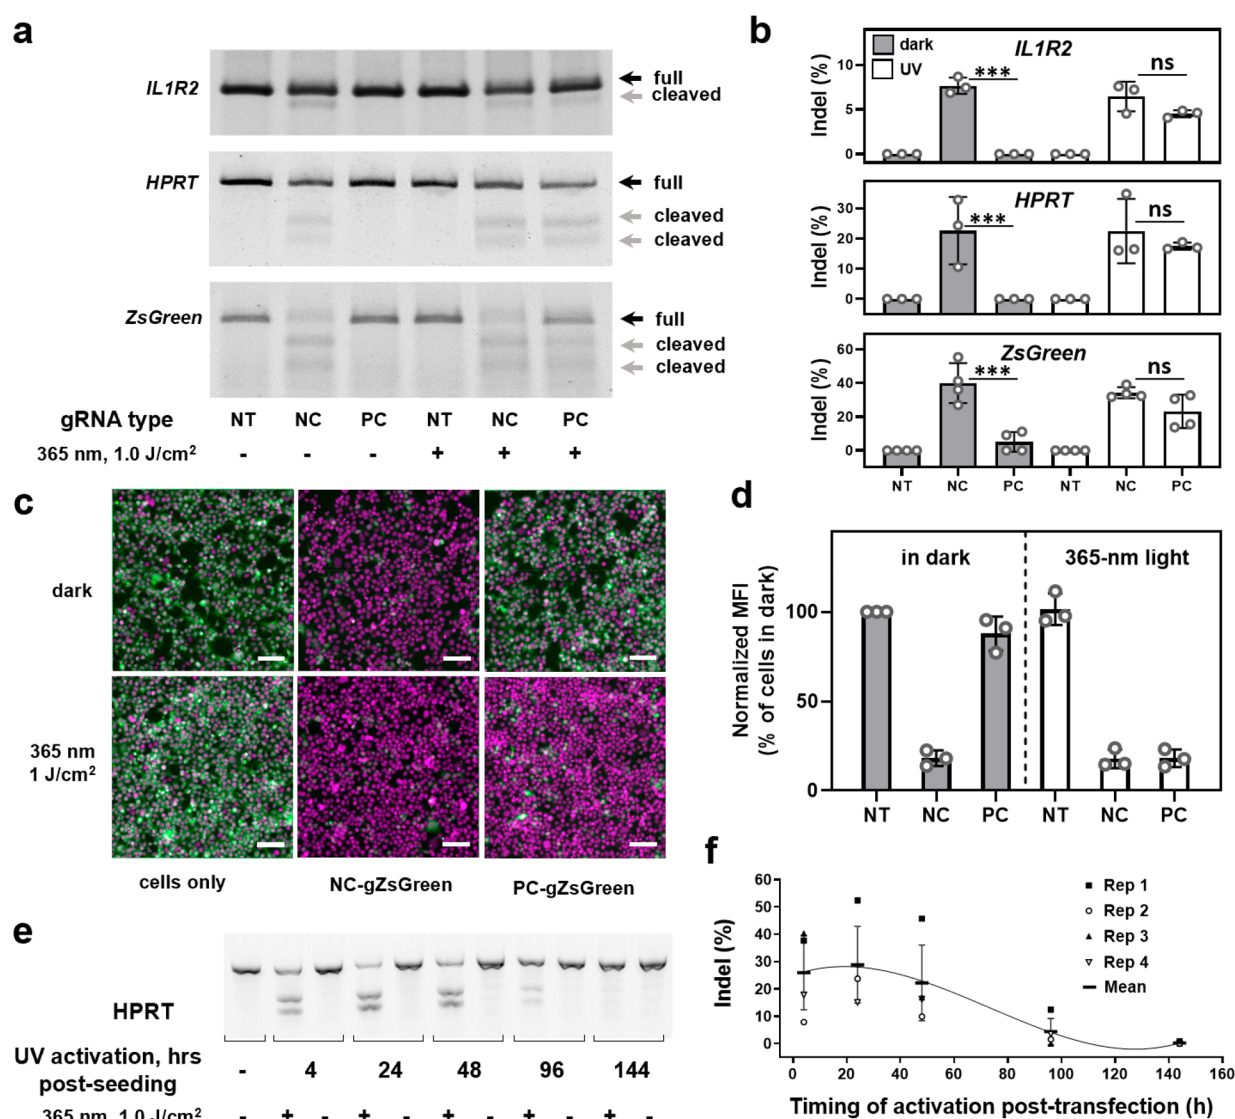 a
IL1R2
full
cleaved
HPRT
full
cleaved
cleaved
ZsGreen
full
cleaved
cleaved
gRNA type NT NC PC NT NC PC
365 nm, 1.0 J/cm2 - - - + + +
b
dark
UV
IL1R2
Indel (%)
10
5
0
***
ns
HPRT
Indel (%)
30
20
10
0
***
ns
ZsGreen
Indel (%)
60
40
20
0
***
ns
NT NC PC NT NC PC
c
dark
365 nm
1 J/cm2
cells only
NC-gZsGreen
PC-gZsGreen
d
in dark
365-nm light
Normalized MFI
(% of cells in dark)
100
50
0
NT NC PC NT NC PC
e
HPRT
UV activation, hrs
post-seeding
- 4 24 48 96 144
365 nm, 1.0 J/cm2 - + - + - + - + - + -
f
Indel (%)
60
50
40
30
20
10
0
Rep 1
Rep 2
Rep 3
Rep 4
Mean
0 20 40 60 80 100 120 140 160
Timing of activation post-transfection (h)